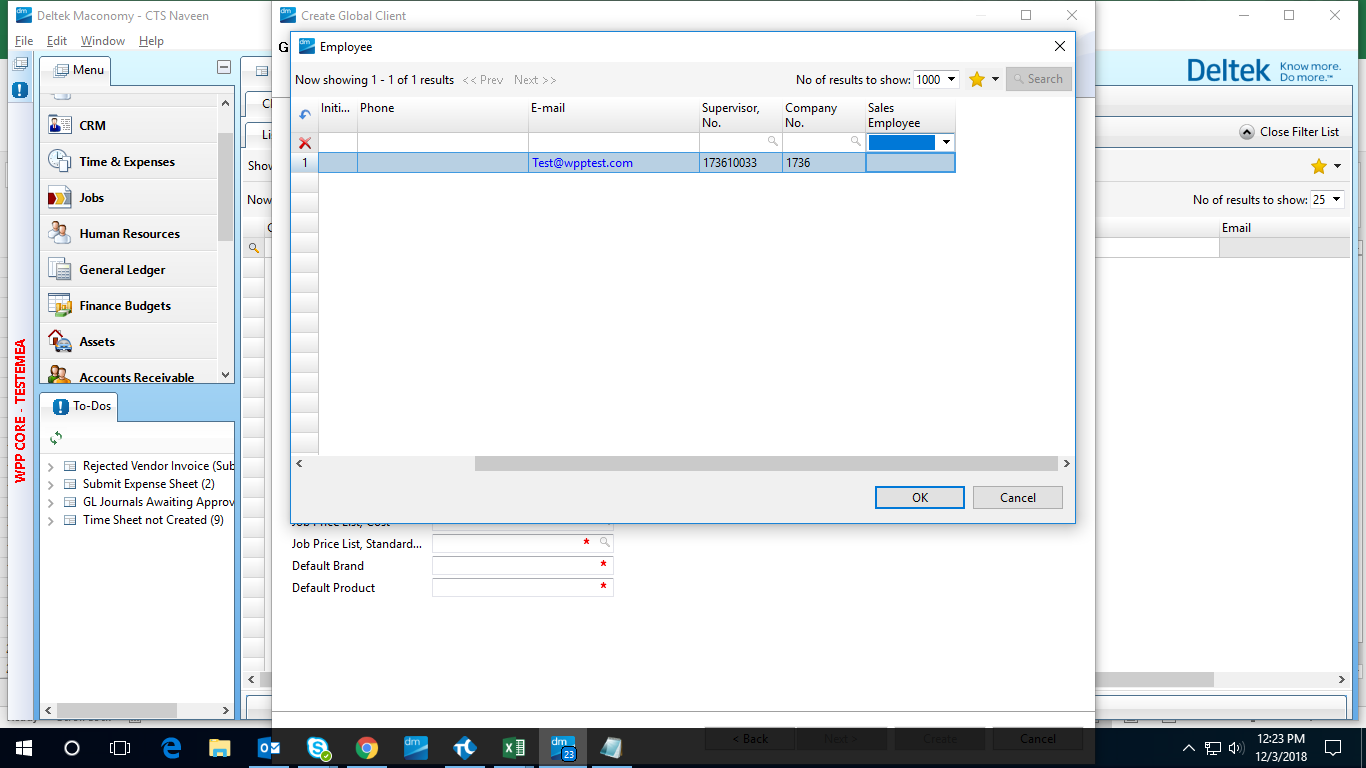 Deltek Maconomy - CTS Naveen
File Edit Window Help
Menu
CRM
Time & Expenses
Jobs
Human Resources
General Ledger
Finance Budgets
Assets
Accounts Receivable
WPP CORE - TESTEMEA
To-Dos
Rejected Vendor Invoice (Sub
Submit Expense Sheet (2)
GL Journals Awaiting Approv
Time Sheet not Created (9)
Create Global Client
G
Employee
Now showing 1 - 1 of 1 results << Prev Next >>
No of results to show: 1000 Search
Initi... Phone E-mail Supervisor, No. Company No. Sales Employee
1 Test@wpptest.com 173610033 1736
OK Cancel
Job Price List, Standard... *
Default Brand *
Default Product *
< Back Next > Create Cancel
Deltek Know more. Do more.™
Close Filter List
Show
Now
No of results to show: 25
Email
23
12:23 PM
12/3/2018